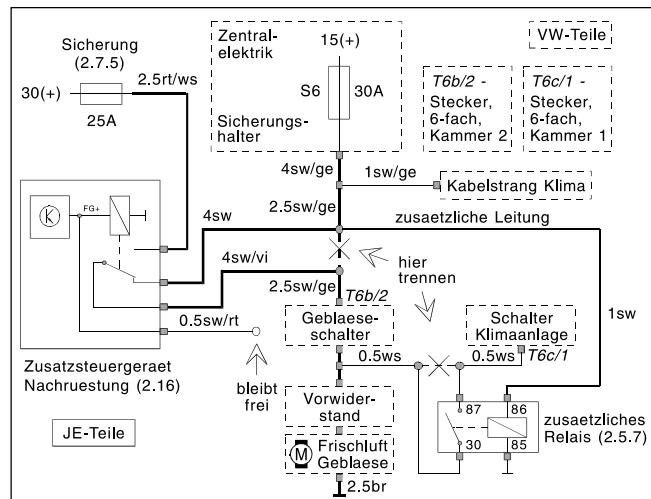 Sicherung
(2.7.5)
2.5rt/ws
30(+)
25A
Zentral-
elektrik
15(+)
S6
30A
Sicherungs-
halter
VW-Teile
T6b/2 -
Stecker,
6-fach,
Kammer 2
T6c/1 -
Stecker,
6-fach,
Kammer 1
4sw/ge
1sw/ge
Kabelstrang Klima
2.5sw/ge
zusaetzliche Leitung
K
FG+
4sw
4sw/vi
2.5sw/ge
hier
trennen
T6b/2
0.5sw/rt
Geblaese-
schalter
Schalter
Klimaanlage
1sw
Zusatzsteuergeraet
Nachruestung (2.16)
bleibt
frei
0.5ws
0.5ws
T6c/1
JE-Teile
Vorwider-
stand
87
86
30
85
zusaetzliches
Relais (2.5.7)
M
Frischluft
Geblaese
2.5br